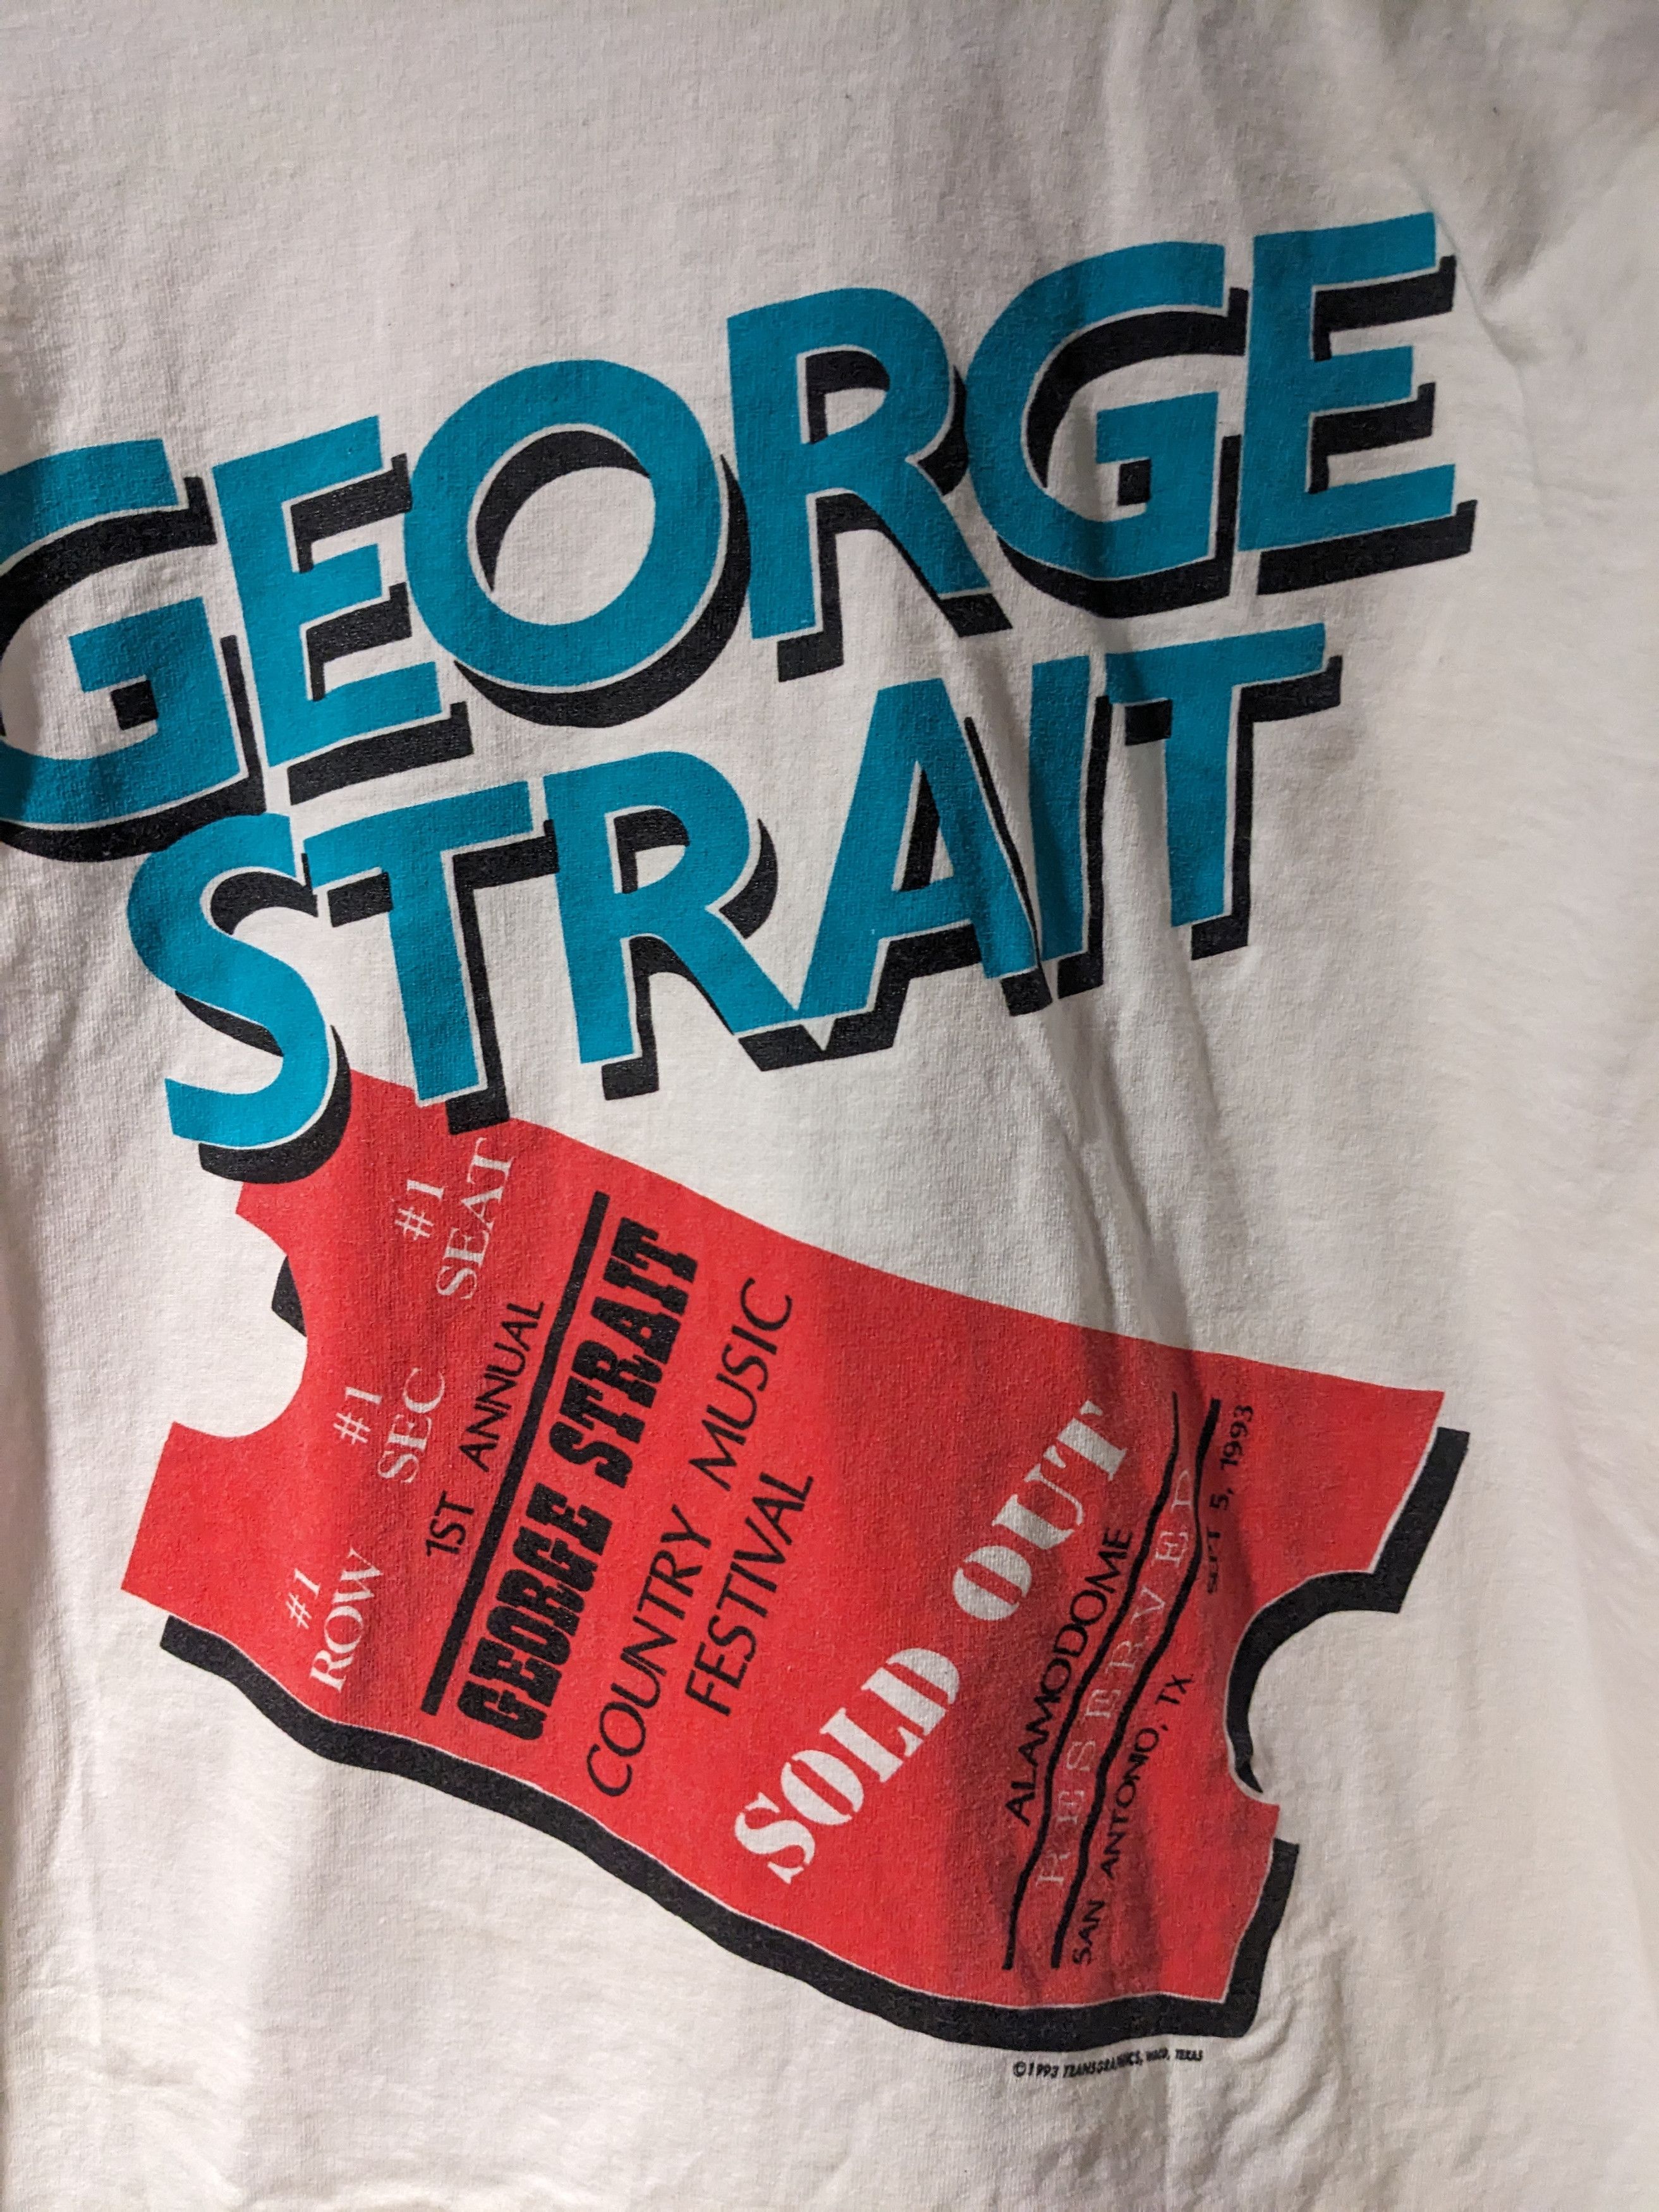 GEORGE
STRAIT
#1
ROW
#1
SEC
#1
SEAT
1ST ANNUAL
GEORGE STRAIT
COUNTRY MUSIC
FESTIVAL
SOLD OUT
ALAMODOME
RESERVED
SAN ANTONIO, TX
SEPT 5, 1993
©1993 TRANSGRAPHICS, WACO, TEXAS